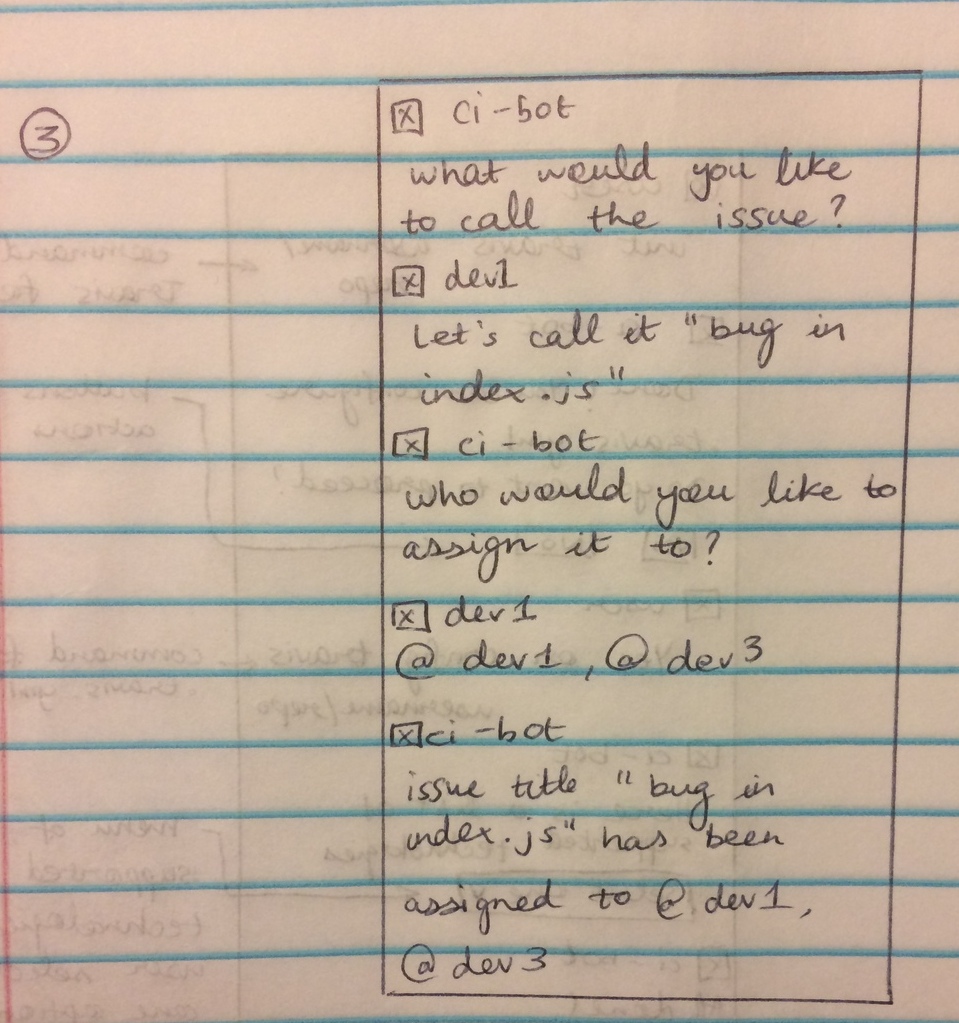 3
ci-bot
what would you like
to call the issue?
dev1
Let's call it "bug in
index.js"
ci-bot
who would you like to
assign it to?
dev1
@dev1, @dev3
ci-bot
issue title "bug in
index.js" has been
assigned to @dev1,
@dev3